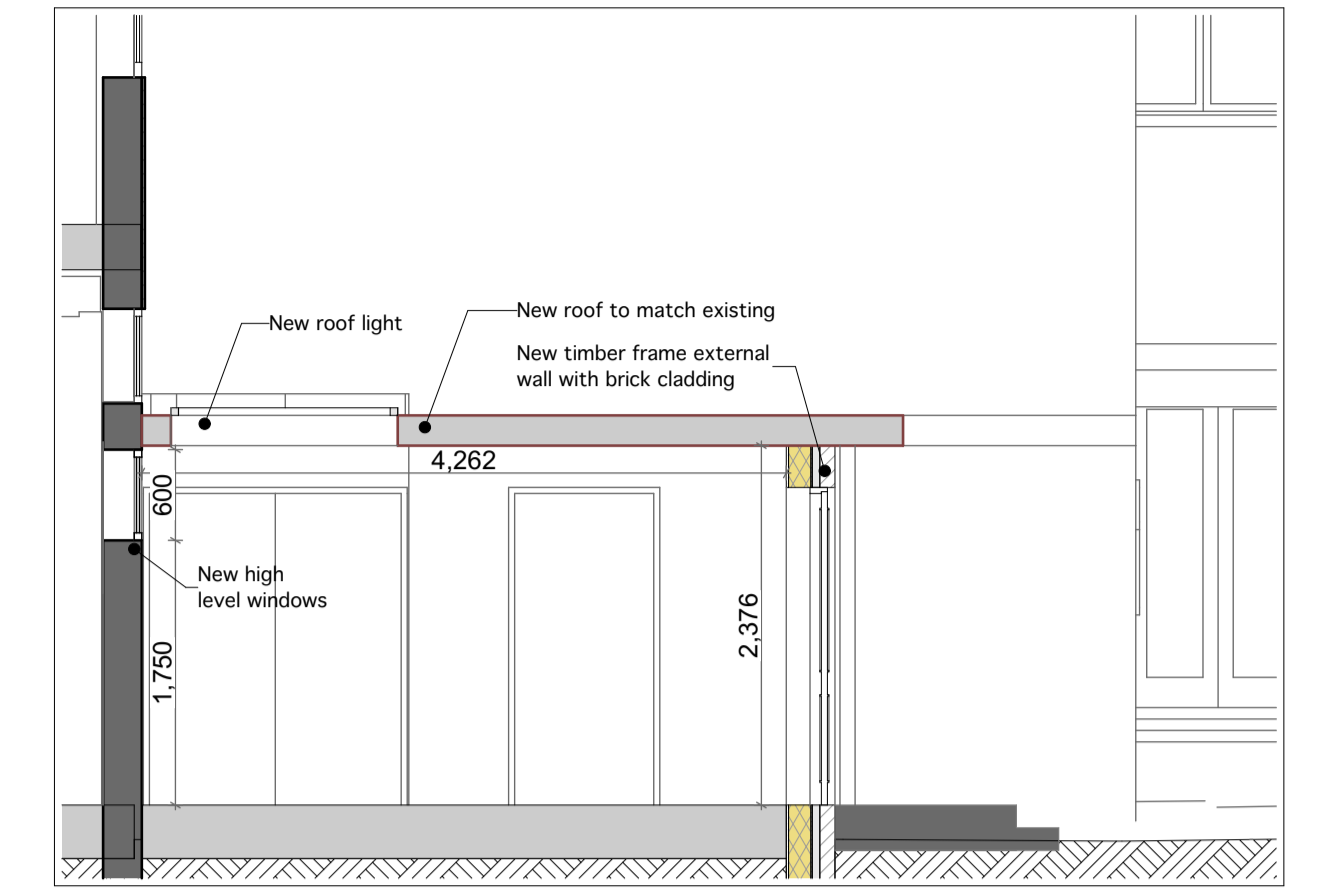 New roof to match existing
New roof light
New timber frame external
wall with brick cladding
4,262
600
New high
level windows
2,376
1,750